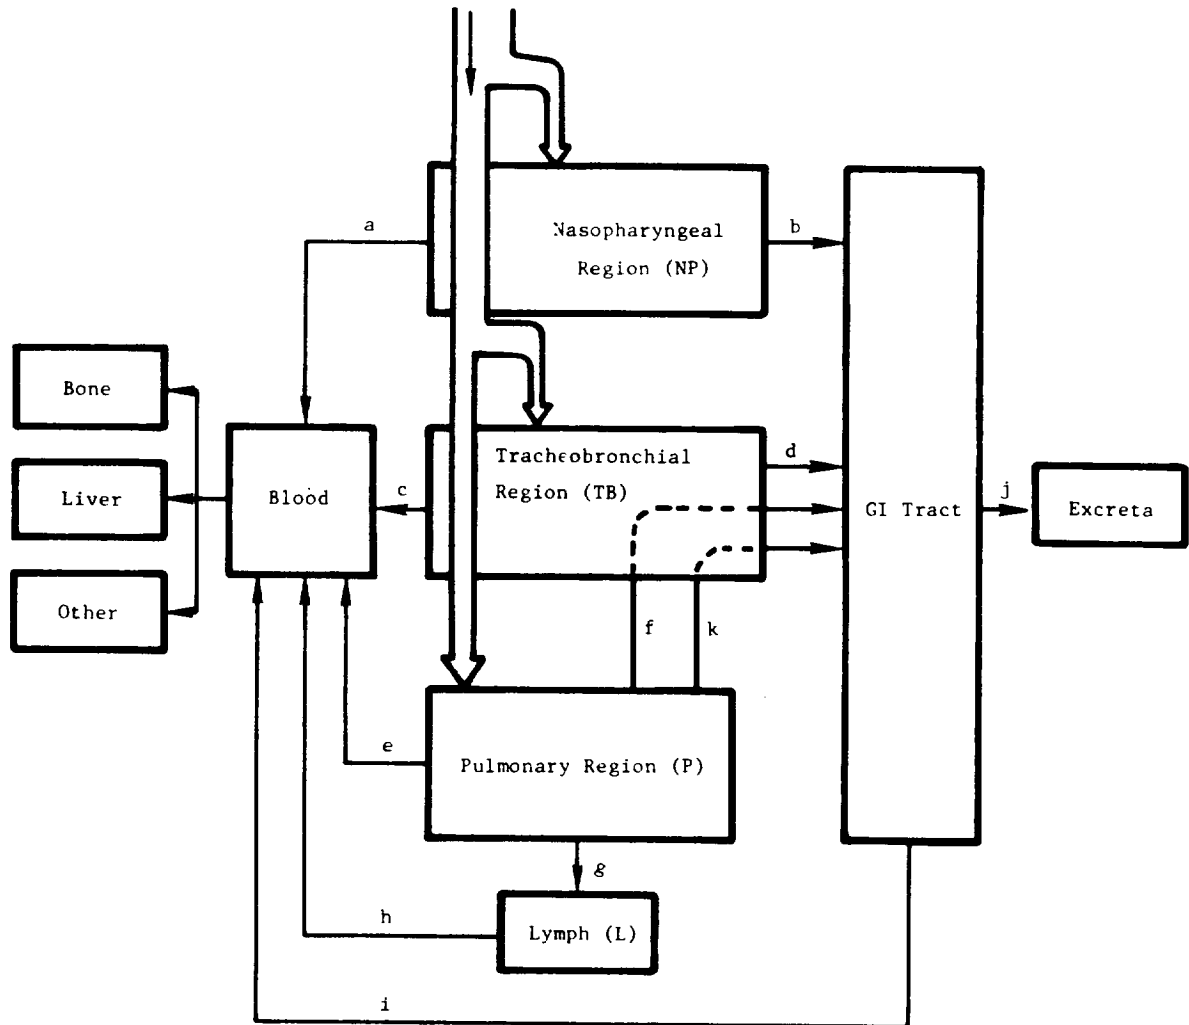 a
Nasopharyngeal
Region (NP)
b
Bone
Liver
Other
Blood
c
Tracheobronchial
Region (TB)
d
GI Tract
j
Excreta
f
k
e
Pulmonary Region (P)
g
h
Lymph (L)
i